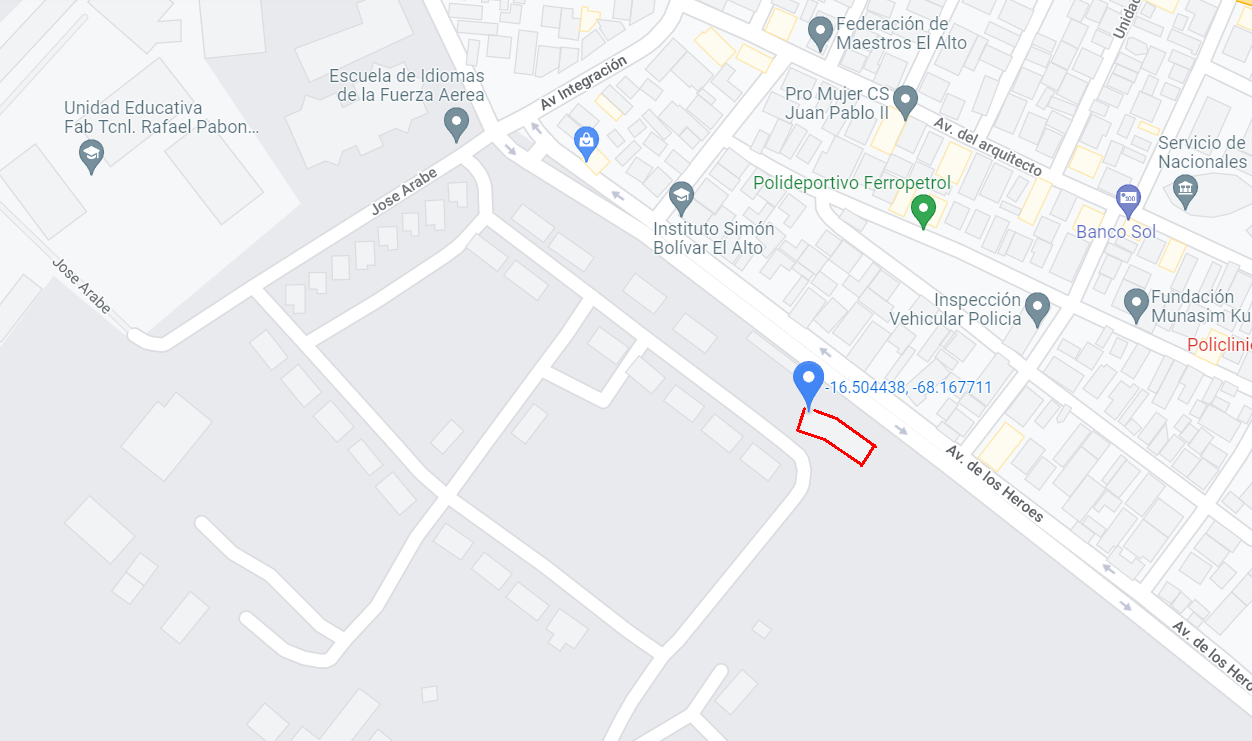 Federación de
Maestros El Alto
Unidad
Av Integración
Escuela de Idiomas
de la Fuerza Aerea
Pro Mujer CS
Juan Pablo II
Unidad Educativa
Fab Tcnl. Rafael Pabon...
Av. del arquitecto
Servicio de
Nacionales
Jose Arabe
Polideportivo Ferropetrol
100
Banco Sol
Instituto Simón
Bolívar El Alto
Jose Arabe
Inspección
Vehicular Policia
Fundación
Munasim Ku
Policlini
-16.504438, -68.167711
Av. de los Heroes
Av. de los Hero